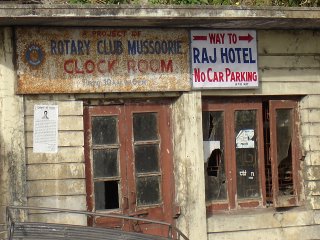 A PROJECT OF
ROTARY CLUB MUSSOORIE
CLOCK ROOM
WAY TO
RAJ HOTEL
NO CAR PARKING